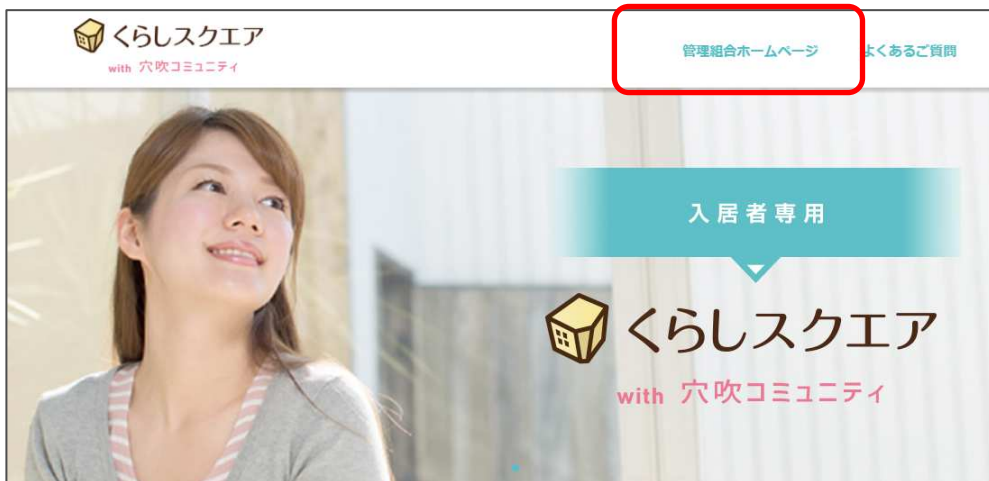 くらしスクエア
with 穴吹コミュニティ
管理組合ホームページ
よくあるご質問
入居者専用
くらしスクエア
with 穴吹コミュニティ